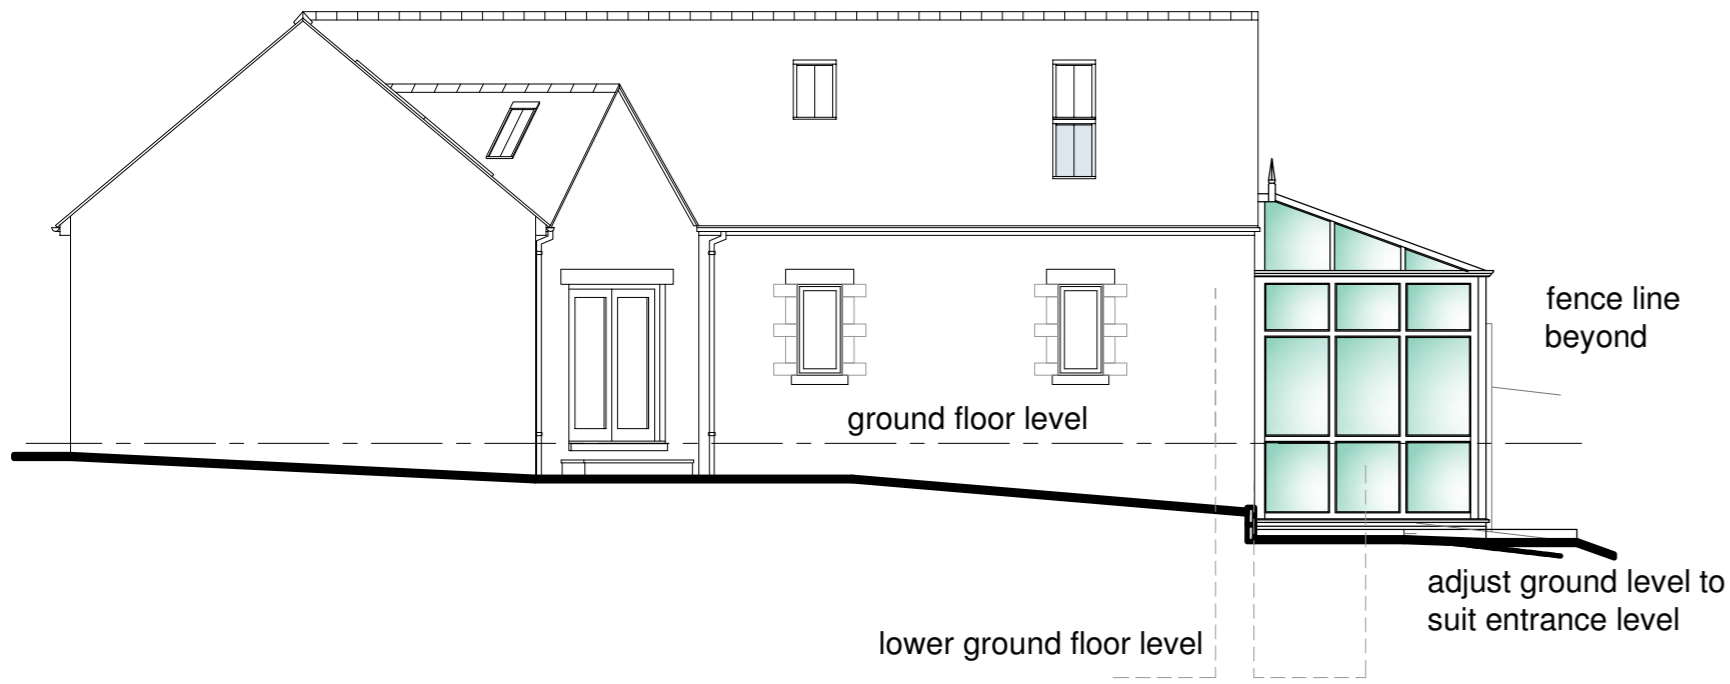 fence line
beyond
ground floor level
adjust ground level to
suit entrance level
lower ground floor level